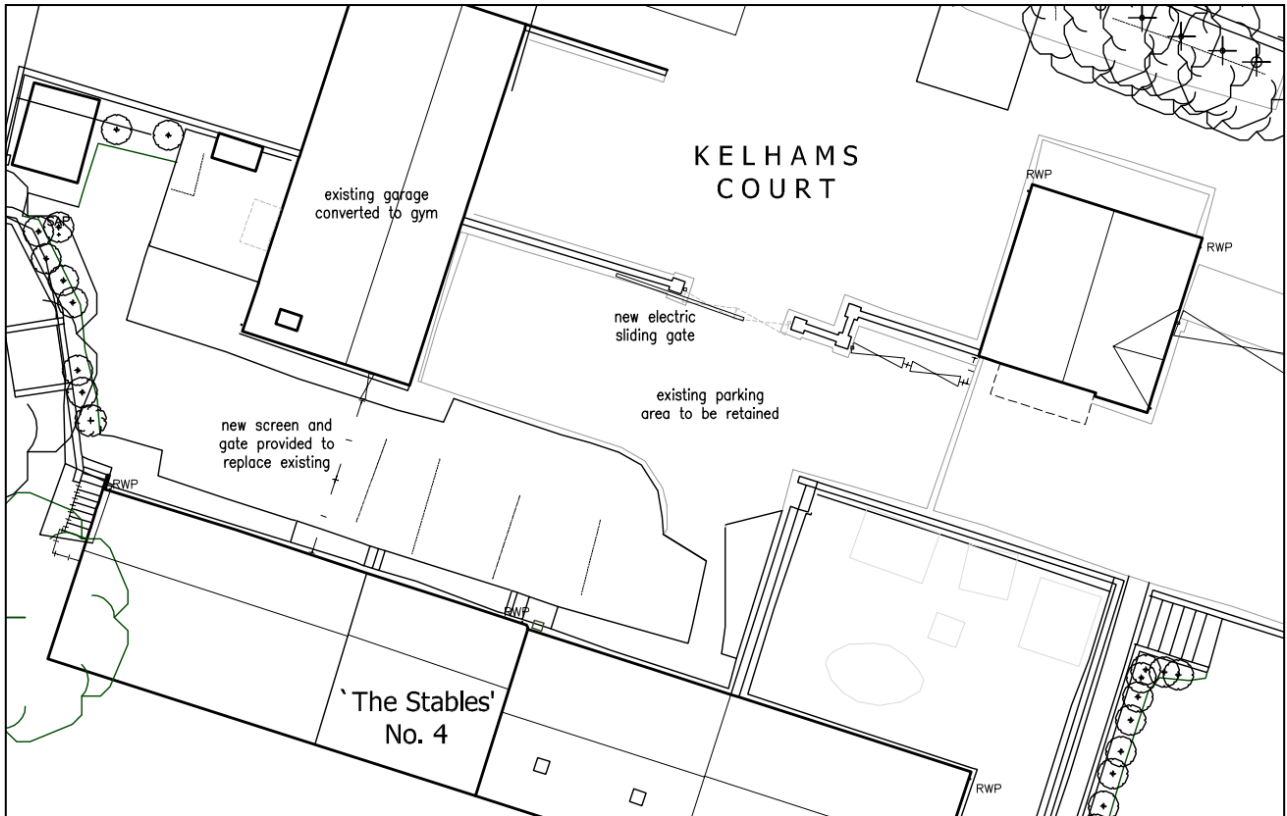 KELHAMS
COURT
RWP
existing garage
converted to gym
SAP
RWP
new electric
sliding gate
existing parking
area to be retained
new screen and
gate provided to
replace existing
RWP
RWP
`The Stables'
No. 4
RWP